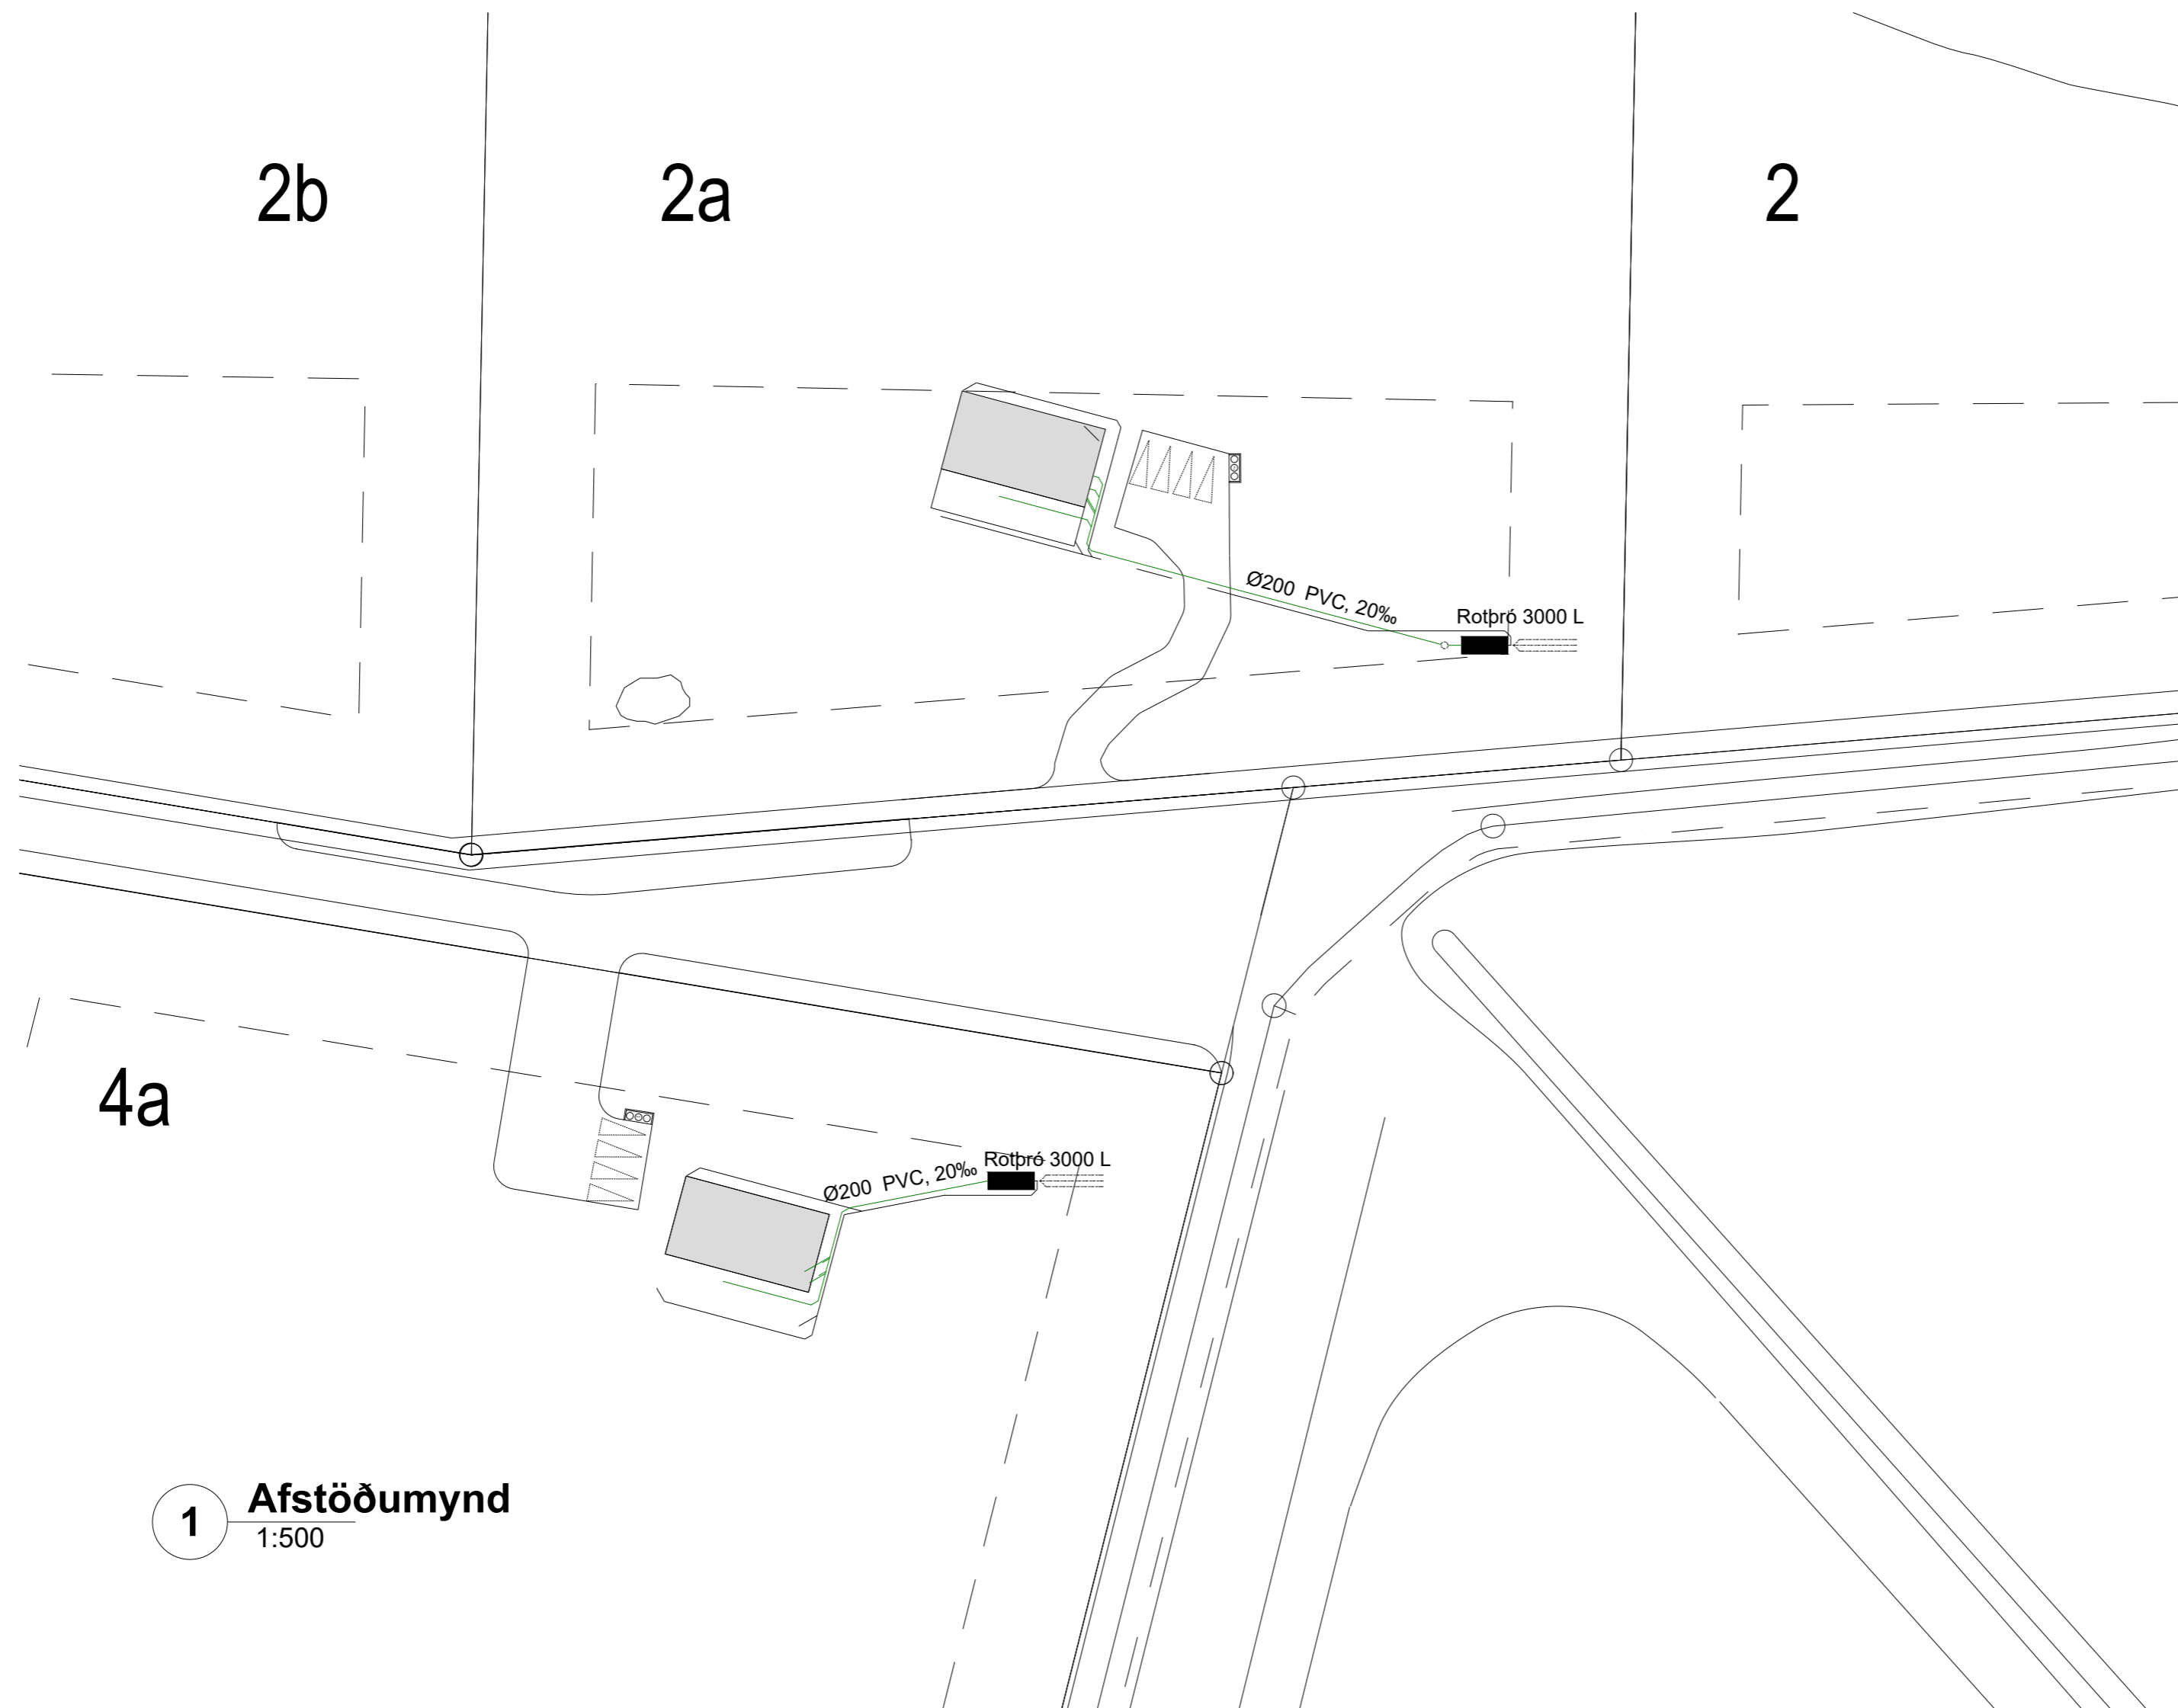 2b
2a
2
Ø200 PVC, 20‰
Rotþró 3000 L
4a
Rotþró 3000 L
Ø200 PVC, 20‰
1
Afstöðumynd
1:500